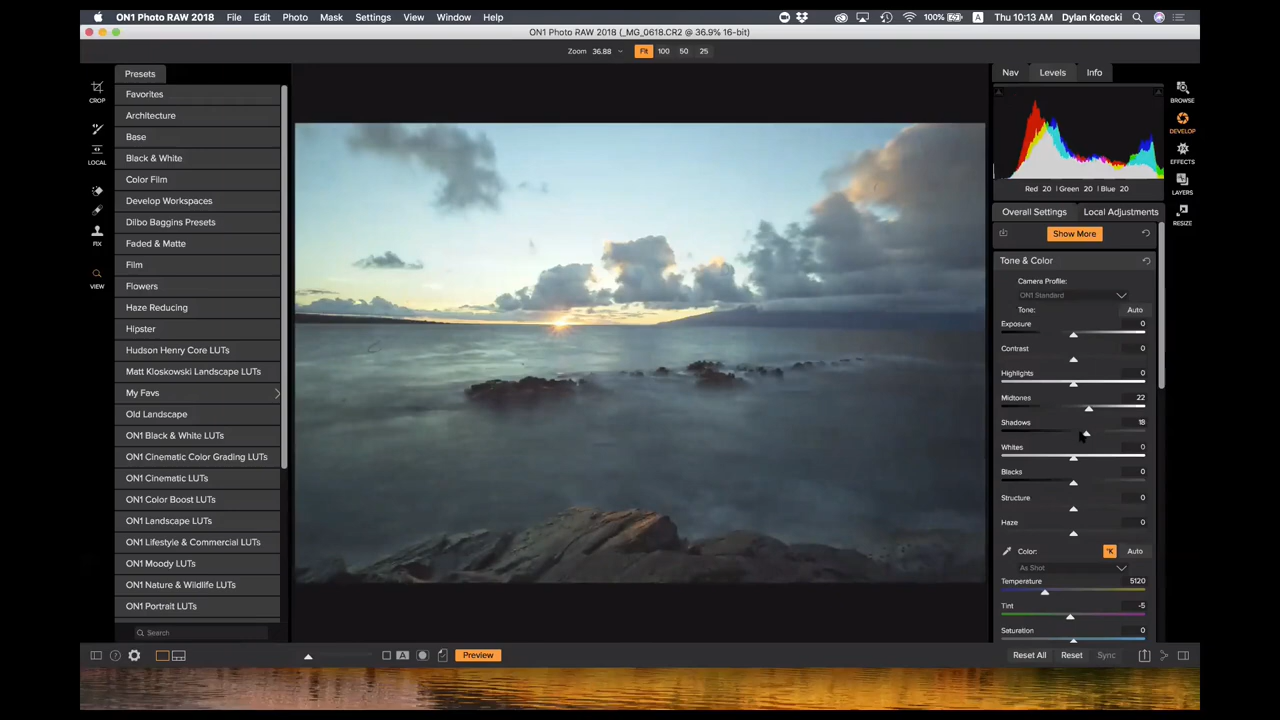 ON1 Photo RAW 2018 File Edit Photo Mask Settings View Window Help 100% A Thu 10:13 AM Dylan Kotecki
ON1 Photo RAW 2018 (_MG_0618.CR2 @ 36.9% 16-bit)
Zoom 36.88 Fit 100 50 25
CROP
LOCAL
FIX
VIEW
Presets
Favorites
Architecture
Base
Black & White
Color Film
Develop Workspaces
Dilbo Baggins Presets
Faded & Matte
Film
Flowers
Haze Reducing
Hipster
Hudson Henry Core LUTs
Matt Kloskowski Landscape LUTs
My Favs
Old Landscape
ON1 Black & White LUTs
ON1 Cinematic Color Grading LUTs
ON1 Cinematic LUTs
ON1 Color Boost LUTs
ON1 Landscape LUTs
ON1 Lifestyle & Commercial LUTs
ON1 Moody LUTs
ON1 Nature & Wildlife LUTs
ON1 Portrait LUTs
Search
Nav Levels Info
Red 20 | Green 20 | Blue 20
Overall Settings Local Adjustments
Show More
Tone & Color
Camera Profile:
ON1 Standard
Tone: Auto
Exposure 0
Contrast 0
Highlights 0
Midtones 22
Shadows 18
Whites 0
Blacks 0
Structure 0
Haze 0
Color: °K Auto
As Shot
Temperature 5120
Tint -5
Saturation 0
BROWSE
DEVELOP
EFFECTS
LAYERS
RESIZE
? A Preview Reset All Reset Sync